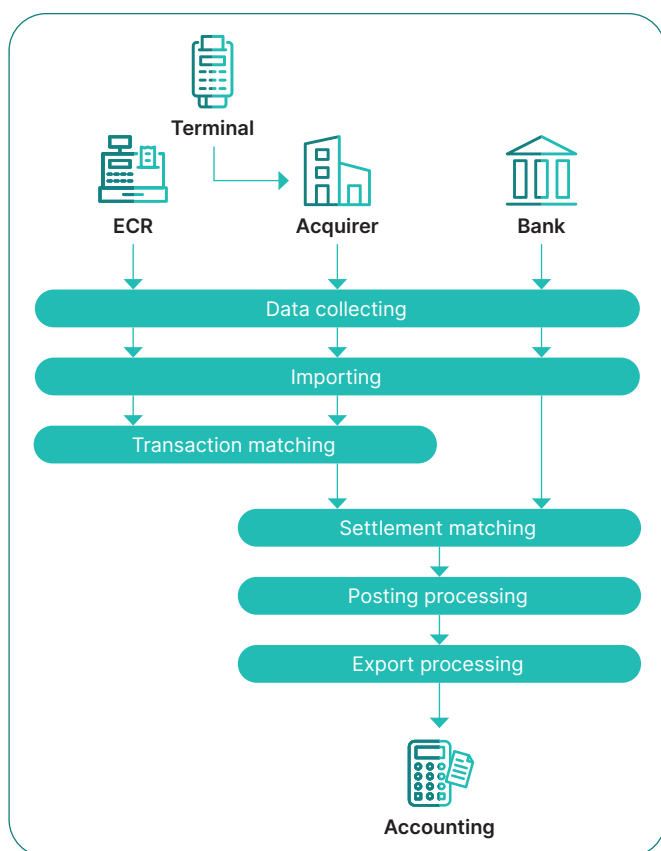 Terminal
ECR
Acquirer
Bank
Data collecting
Importing
Transaction matching
Settlement matching
Posting processing
Export processing
Accounting